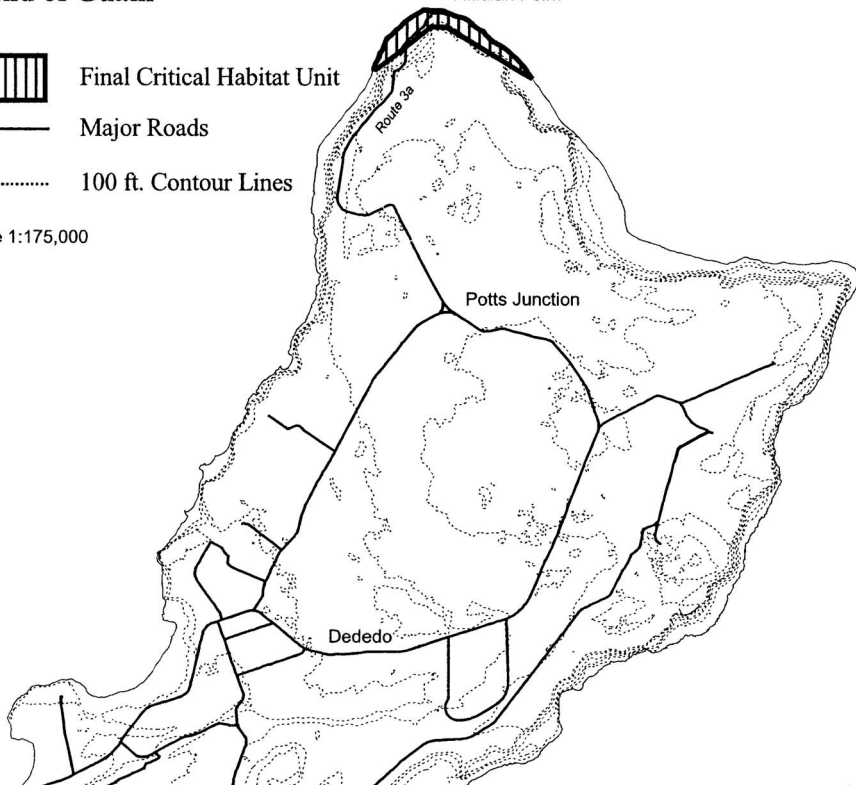 Final Critical Habitat Unit
Major Roads
100 ft. Contour Lines
1:175,000
Route 3a
Potts Junction
Dededo